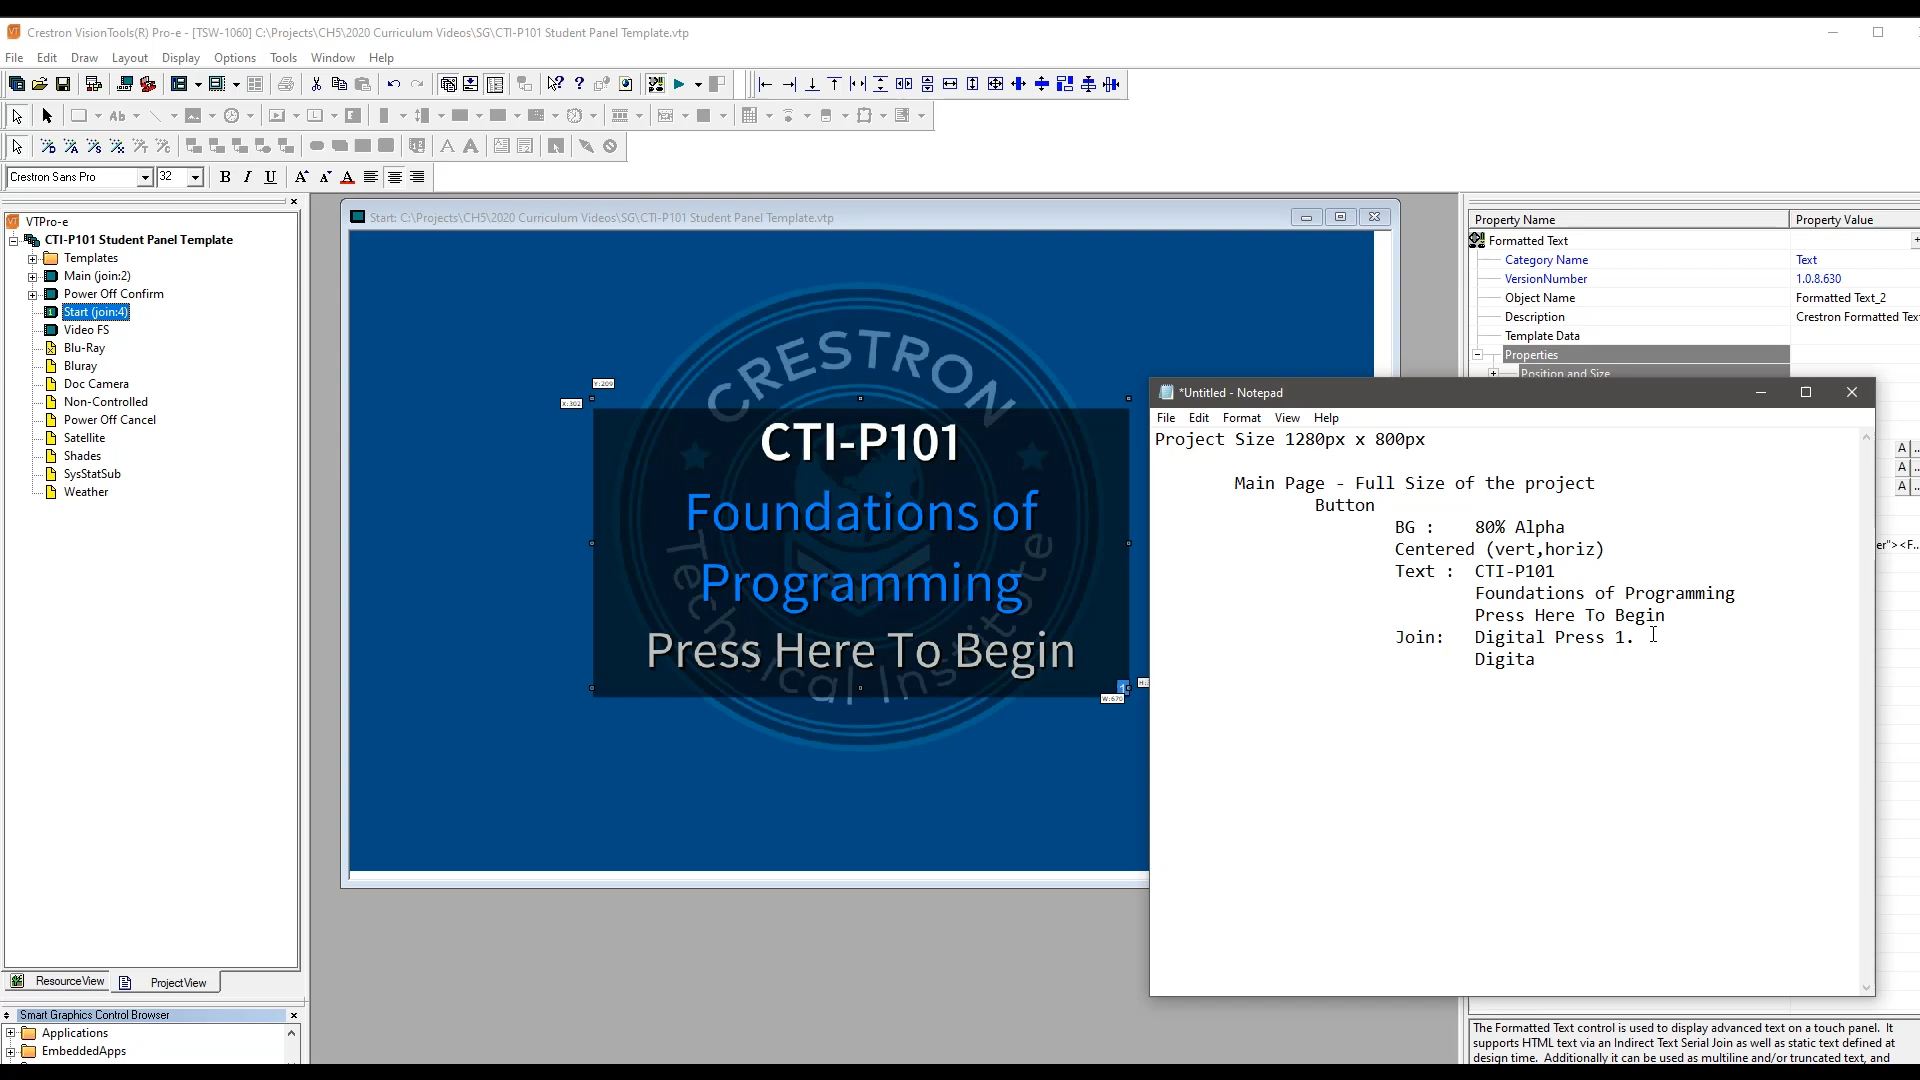 Crestron VisionTools(R) Pro-e - [TSW-1060] C:\Projects\CH5\2020 Curriculum Videos\SG\CTI-P101 Student Panel Template.vtp
File Edit Draw Layout Display Options Tools Window Help
Crestron Sans Pro 32 B I U
VTPro-e
CTI-P101 Student Panel Template
Templates
Main (join:2)
Power Off Confirm
Start (join:4)
Video FS
Blu-Ray
Bluray
Doc Camera
Non-Controlled
Power Off Cancel
Satellite
Shades
SysStatSub
Weather
ResourceView ProjectView
Smart Graphics Control Browser
Applications
EmbeddedApps
Start: C:\Projects\CH5\2020 Curriculum Videos\SG\CTI-P101 Student Panel Template.vtp
CRESTRON
Technical Institute
Y:209
X:302
CTI-P101
Foundations of
Programming
Press Here To Begin
1
W:670
Property Name Property Value
Formatted Text
Category Name Text
VersionNumber 1.0.8.630
Object Name Formatted Text_2
Description Crestron Formatted Tex
Template Data
Properties
Position and Size
er"><F...
*Untitled - Notepad
File Edit Format View Help
Project Size 1280px x 800px
Main Page - Full Size of the project
Button
BG : 80% Alpha
Centered (vert,horiz)
Text : CTI-P101
Foundations of Programming
Press Here To Begin
Join: Digital Press 1.
Digita
The Formatted Text control is used to display advanced text on a touch panel. It
supports HTML text via an Indirect Text Serial Join as well as static text defined at
design time. Additionally it can be used as multiline and/or truncated text, and